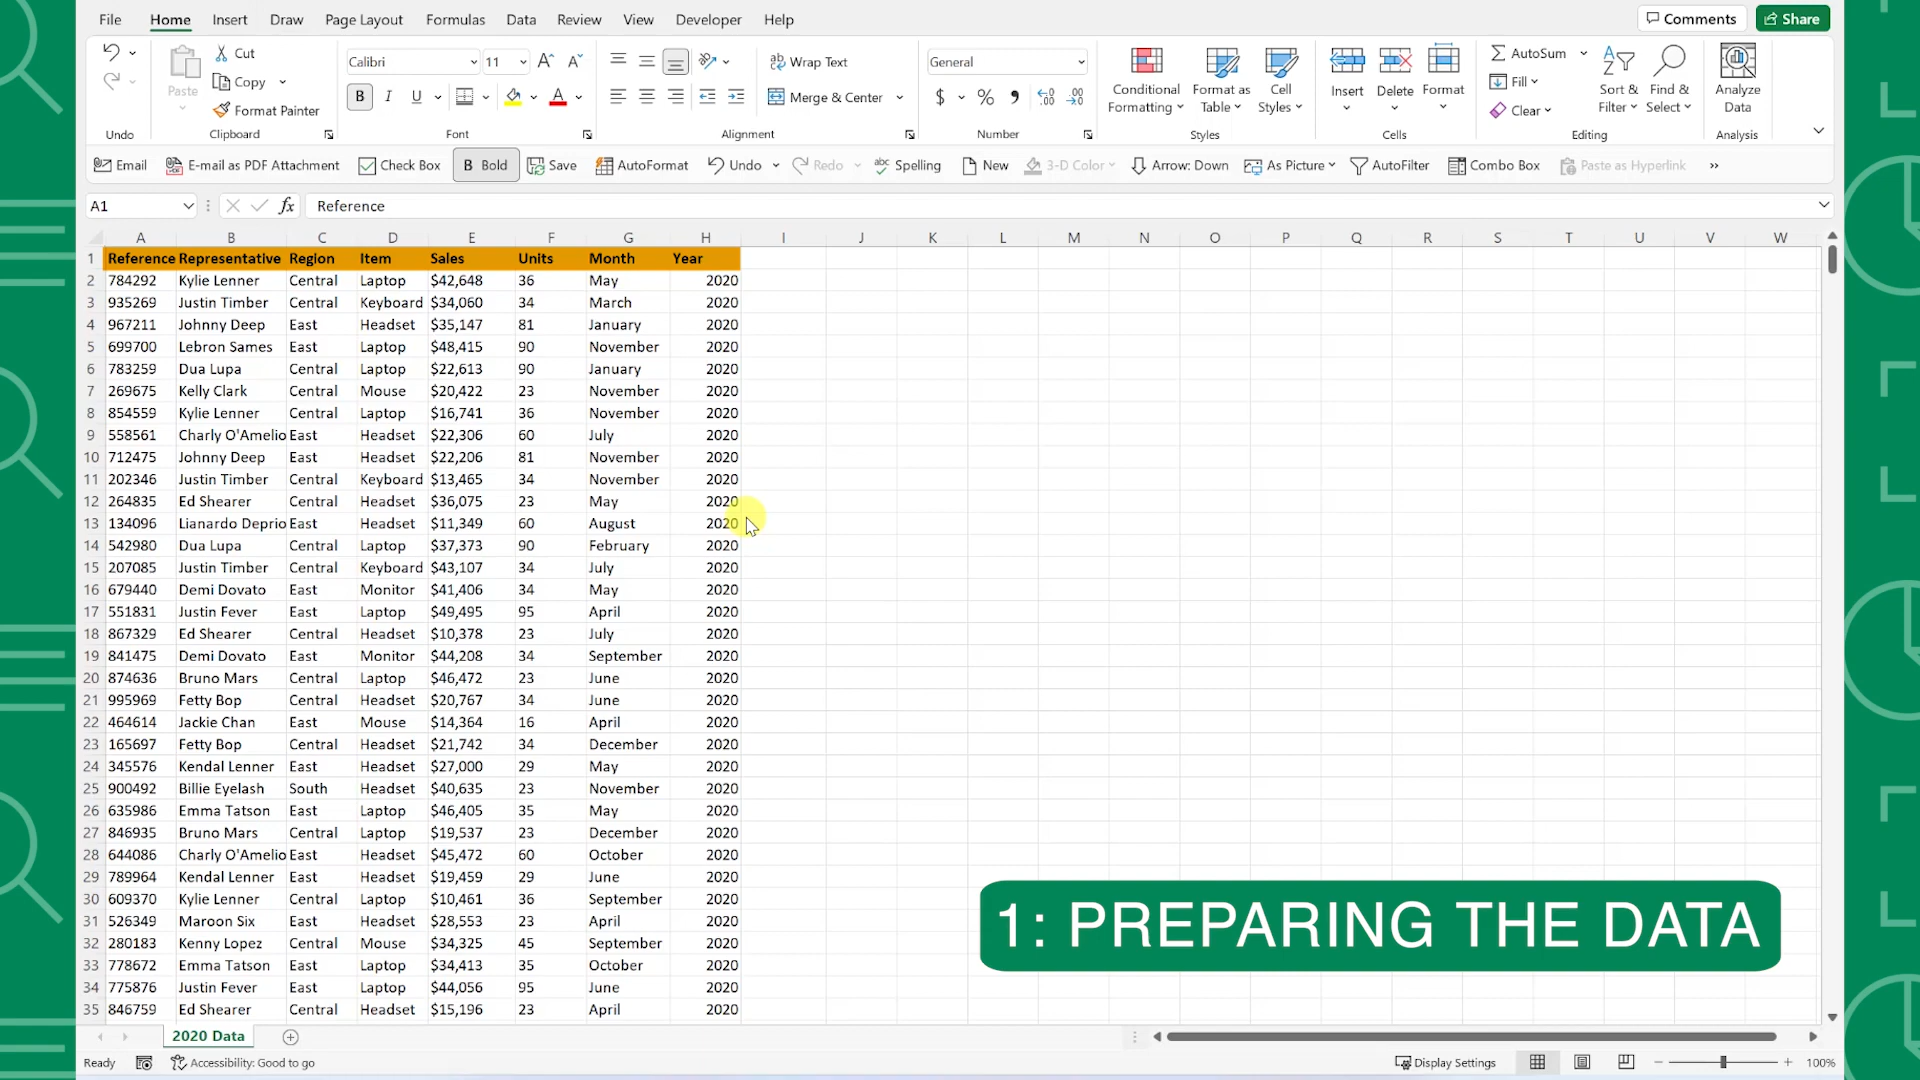 File Home Insert Draw Page Layout Formulas Data Review View Developer Help Comments Share
Cut
Copy
Format Painter
Paste
Undo Clipboard
Calibri 11
B I U
Font
Wrap Text
Merge & Center
Alignment
General
$ % ,
Number
Conditional Formatting
Format as Table
Cell Styles
Styles
Insert Delete Format
Cells
AutoSum
Fill
Clear
Sort & Filter
Find & Select
Editing
Analyze Data
Analysis
Email E-mail as PDF Attachment Check Box B Bold Save AutoFormat Undo Redo Spelling New 3-D Color Arrow: Down As Picture AutoFilter Combo Box Paste as Hyperlink
A1 fx Reference
A B C D E F G H I J K L M N O P Q R S T U V W
1 Reference Representative Region Item Sales Units Month Year
2 784292 Kylie Lenner Central Laptop $42,648 36 May 2020
3 935269 Justin Timber Central Keyboard $34,060 34 March 2020
4 967211 Johnny Deep East Headset $35,147 81 January 2020
5 699700 Lebron Sames East Laptop $48,415 90 November 2020
6 783259 Dua Lupa Central Laptop $22,613 90 January 2020
7 269675 Kelly Clark Central Mouse $20,422 23 November 2020
8 854559 Kylie Lenner Central Laptop $16,741 36 November 2020
9 558561 Charly O'Amelio East Headset $22,306 60 July 2020
10 712475 Johnny Deep East Headset $22,206 81 November 2020
11 202346 Justin Timber Central Keyboard $13,465 34 November 2020
12 264835 Ed Shearer Central Headset $36,075 23 May 2020
13 134096 Lianardo Deprio East Headset $11,349 60 August 2020
14 542980 Dua Lupa Central Laptop $37,373 90 February 2020
15 207085 Justin Timber Central Keyboard $43,107 34 July 2020
16 679440 Demi Dovato East Monitor $41,406 34 May 2020
17 551831 Justin Fever East Laptop $49,495 95 April 2020
18 867329 Ed Shearer Central Headset $10,378 23 July 2020
19 841475 Demi Dovato East Monitor $44,208 34 September 2020
20 874636 Bruno Mars Central Laptop $46,472 23 June 2020
21 995969 Fetty Bop Central Headset $20,767 34 June 2020
22 464614 Jackie Chan East Mouse $14,364 16 April 2020
23 165697 Fetty Bop Central Headset $21,742 34 December 2020
24 345576 Kendal Lenner East Headset $27,000 29 May 2020
25 900492 Billie Eyelash South Headset $40,635 23 November 2020
26 635986 Emma Tatson East Laptop $46,405 35 May 2020
27 846935 Bruno Mars Central Laptop $19,537 23 December 2020
28 644086 Charly O'Amelio East Headset $45,472 60 October 2020
29 789964 Kendal Lenner East Headset $19,459 29 June 2020
30 609370 Kylie Lenner Central Laptop $10,461 36 September 2020
31 526349 Maroon Six East Headset $28,553 23 April 2020
32 280183 Kenny Lopez Central Mouse $34,325 45 September 2020
33 778672 Emma Tatson East Laptop $34,413 35 October 2020
34 775876 Justin Fever East Laptop $44,056 95 June 2020
35 846759 Ed Shearer Central Headset $15,196 23 April 2020
1: PREPARING THE DATA
2020 Data
Ready Accessibility: Good to go Display Settings 100%